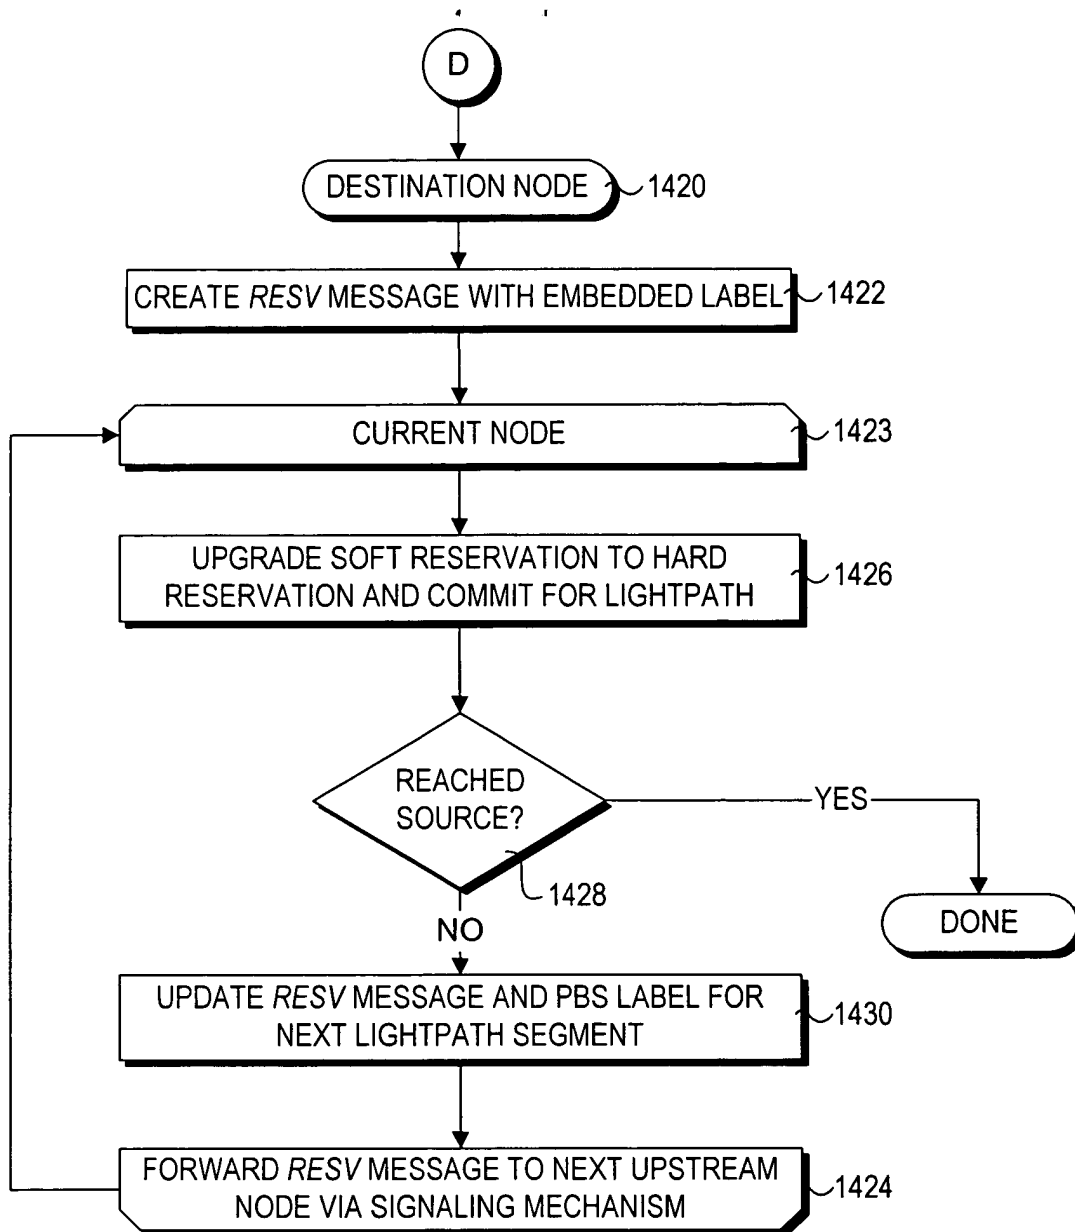 D
DESTINATION NODE
1420
CREATE RESV MESSAGE WITH EMBEDDED LABEL
1422
CURRENT NODE
1423
UPGRADE SOFT RESERVATION TO HARD
RESERVATION AND COMMIT FOR LIGHTPATH
1426
REACHED
SOURCE?
YES
1428
DONE
NO
UPDATE RESV MESSAGE AND PBS LABEL FOR
NEXT LIGHTPATH SEGMENT
1430
FORWARD RESV MESSAGE TO NEXT UPSTREAM
NODE VIA SIGNALING MECHANISM
1424